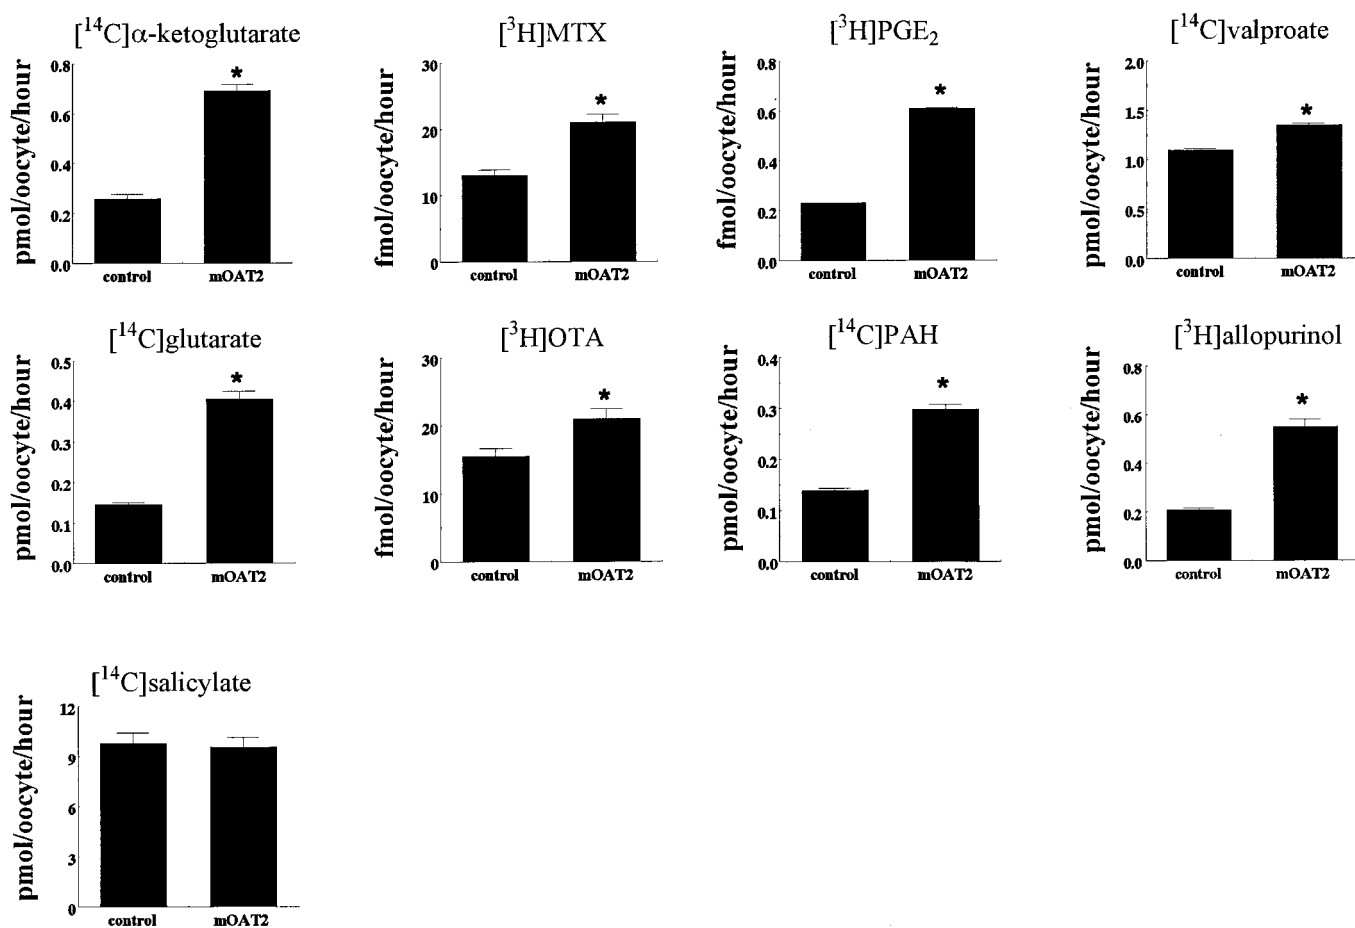 [14C]α-ketoglutarate
pmol/oocyte/hour
0.8
0.6
0.4
0.2
0.0
*
control mOAT2
[3H]MTX
fmol/oocyte/hour
30
20
10
0
*
control mOAT2
[3H]PGE2
fmol/oocyte/hour
0.8
0.6
0.4
0.2
0.0
*
control mOAT2
[14C]valproate
pmol/oocyte/hour
2.0
1.5
1.0
0.5
0.0
*
control mOAT2
[14C]glutarate
pmol/oocyte/hour
0.5
0.4
0.3
0.2
0.1
0.0
*
control mOAT2
[3H]OTA
fmol/oocyte/hour
30
20
10
0
*
control mOAT2
[14C]PAH
pmol/oocyte/hour
0.4
0.3
0.2
0.1
0.0
*
control mOAT2
[3H]allopurinol
pmol/oocyte/hour
0.8
0.6
0.4
0.2
0.0
*
control mOAT2
[14C]salicylate
pmol/oocyte/hour
12
9
6
3
0
control mOAT2